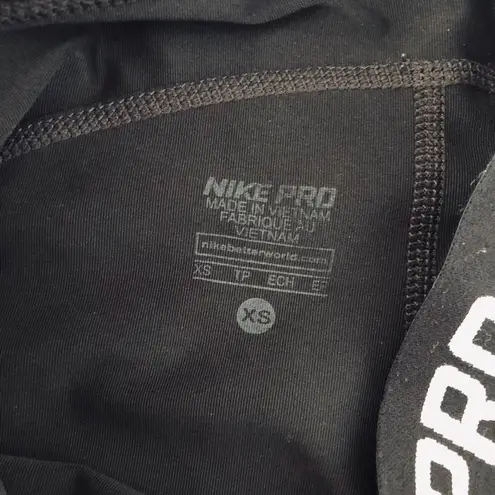 NIKE PRO
MADE IN VIETNAM
FABRIQUE AU
VIETNAM
nikebetterworld.com
XS TP ECH EP
XS
PRO